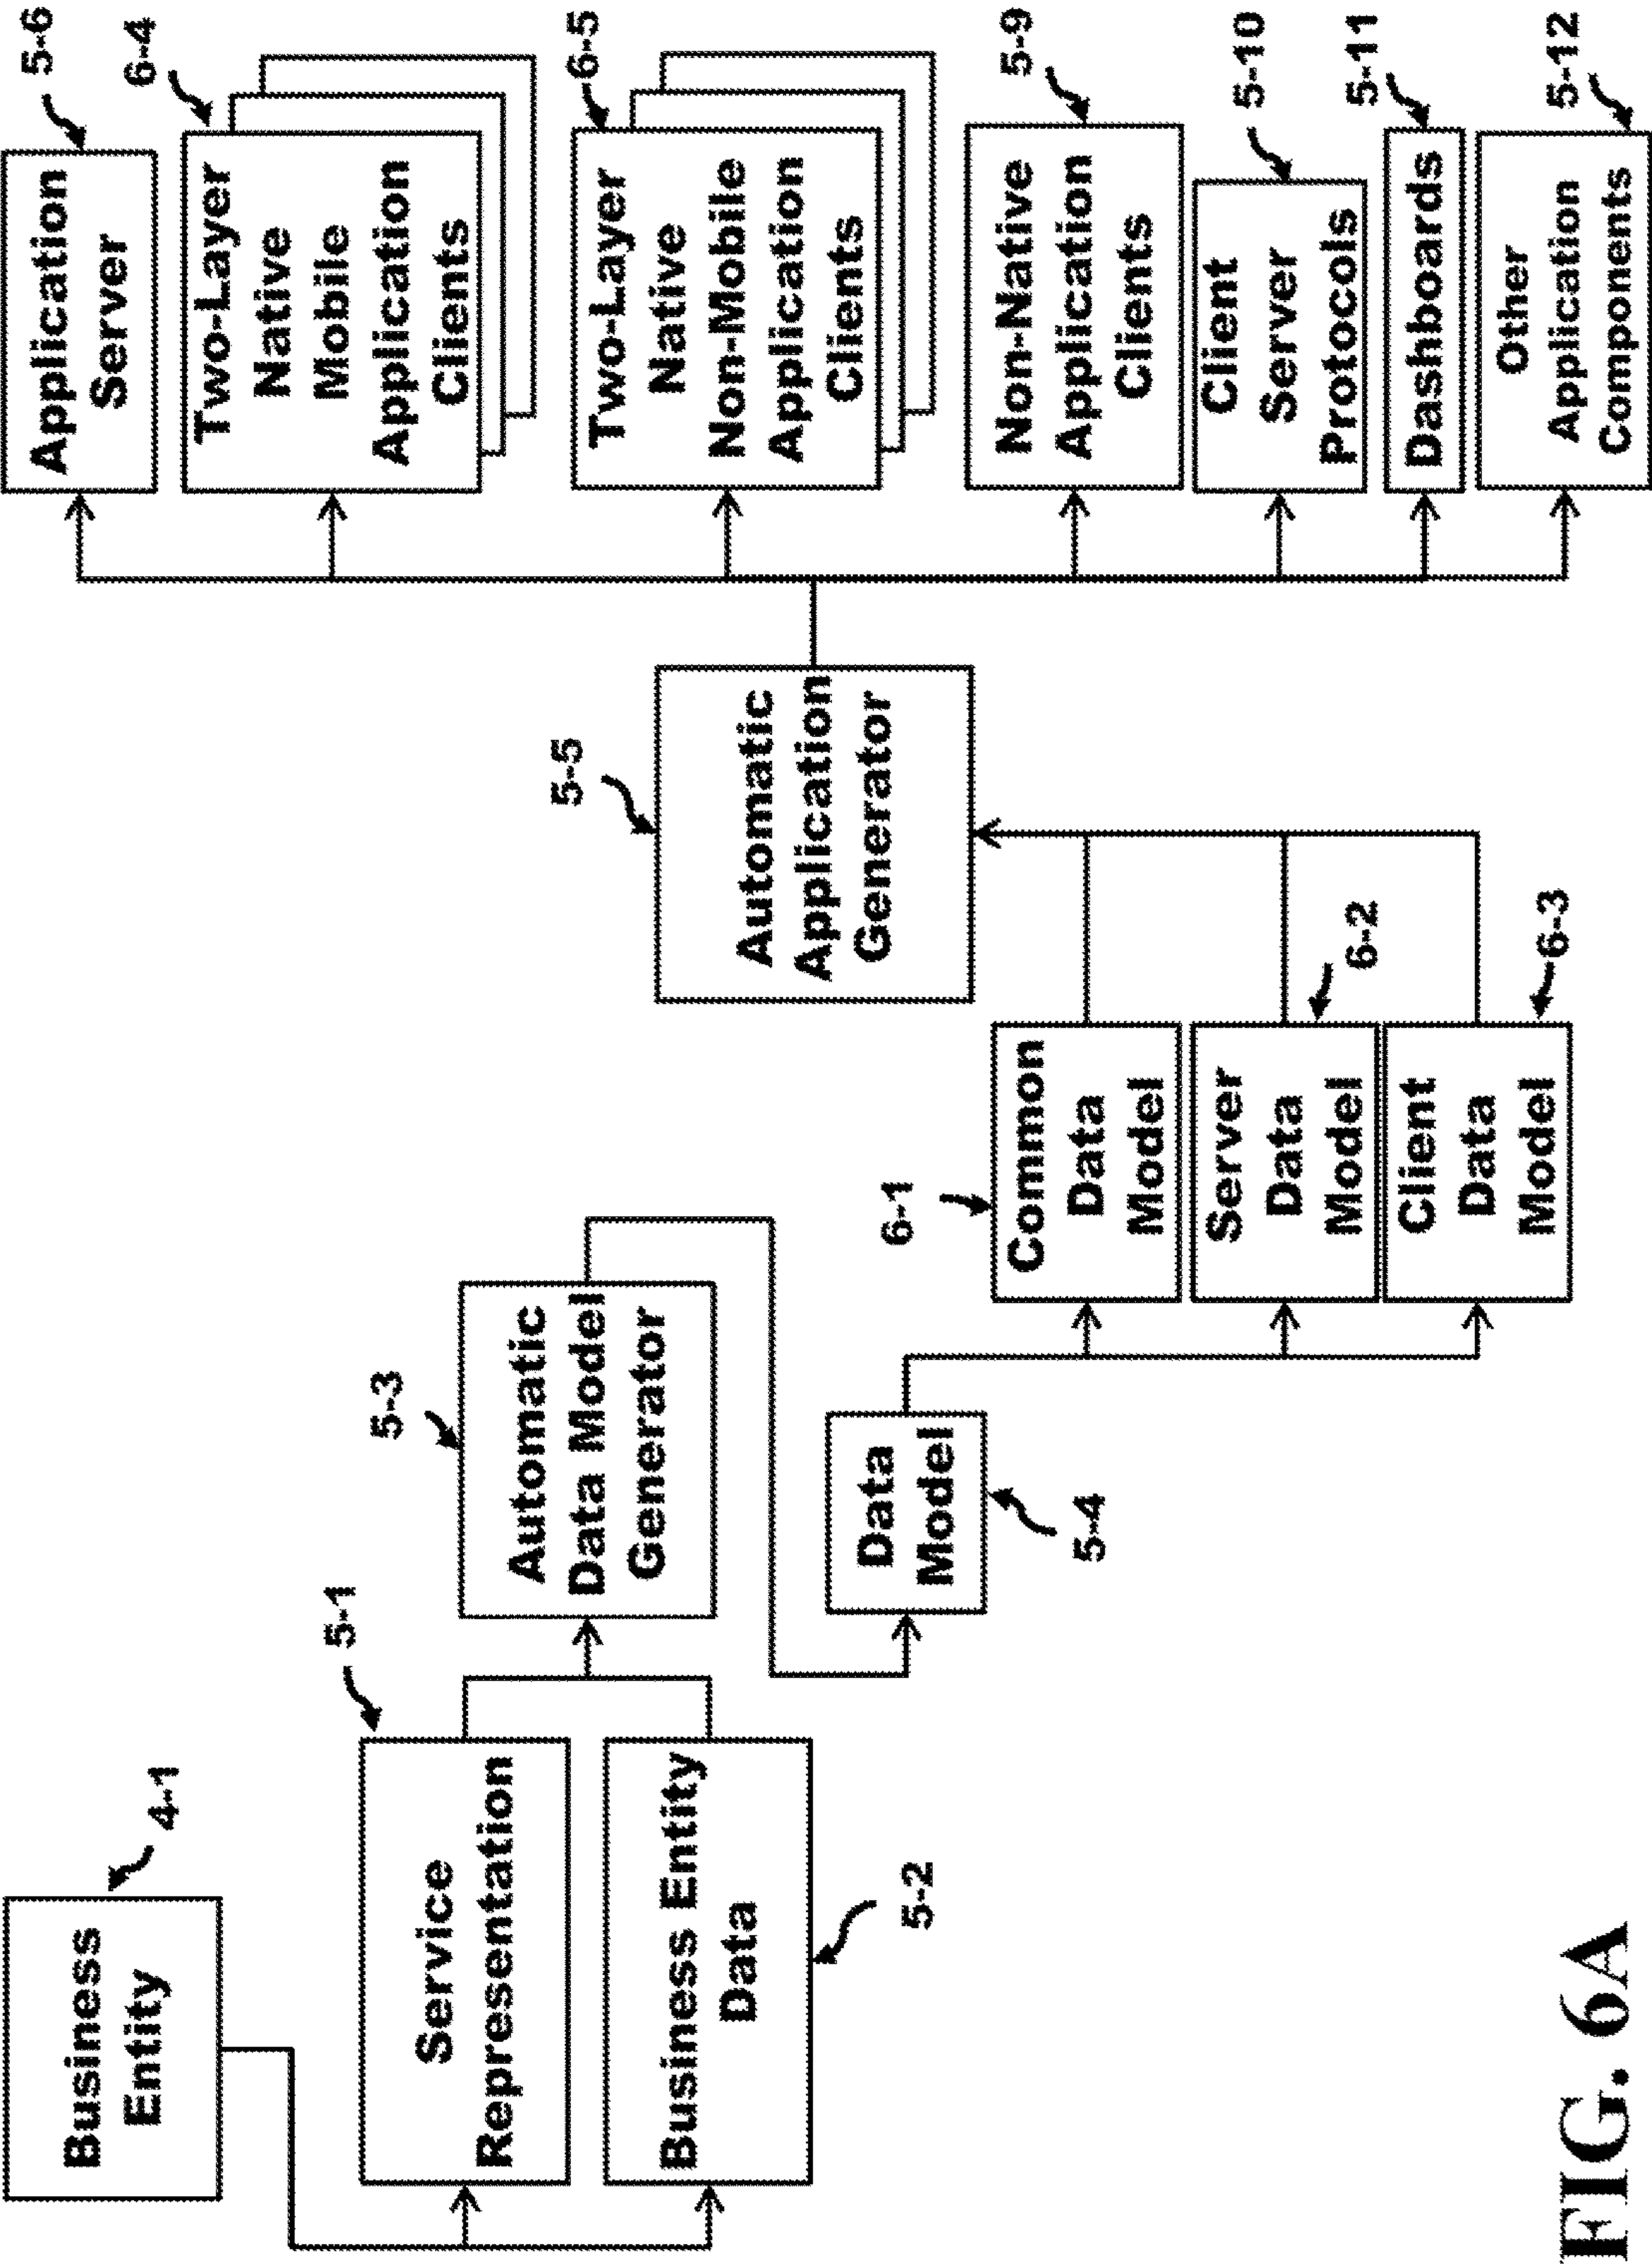 4-1
Business
Entity
5-1
Service
Representation
Business Entity
Data
5-2
5-3
Automatic
Data Model
Generator
Data
Model
5-4
6-1
Common
Data
Model
Server
Data
Model
6-2
Client
Data
Model
6-3
5-5
Automatic
Application
Generator
5-6
Application
Server
6-4
Two-Layer
Native
Mobile
Application
Clients
6-5
Two-Layer
Native
Non-Mobile
Application
Clients
5-9
Non-Native
Application
Clients
5-10
Client
Server
Protocols
5-11
Dashboards
5-12
Other
Application
Components
FIG. 6A